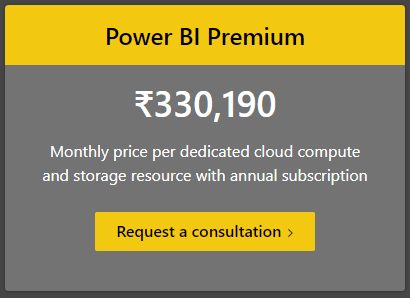 Power BI Premium
₹330,190
Monthly price per dedicated cloud compute
and storage resource with annual subscription
Request a consultation ›